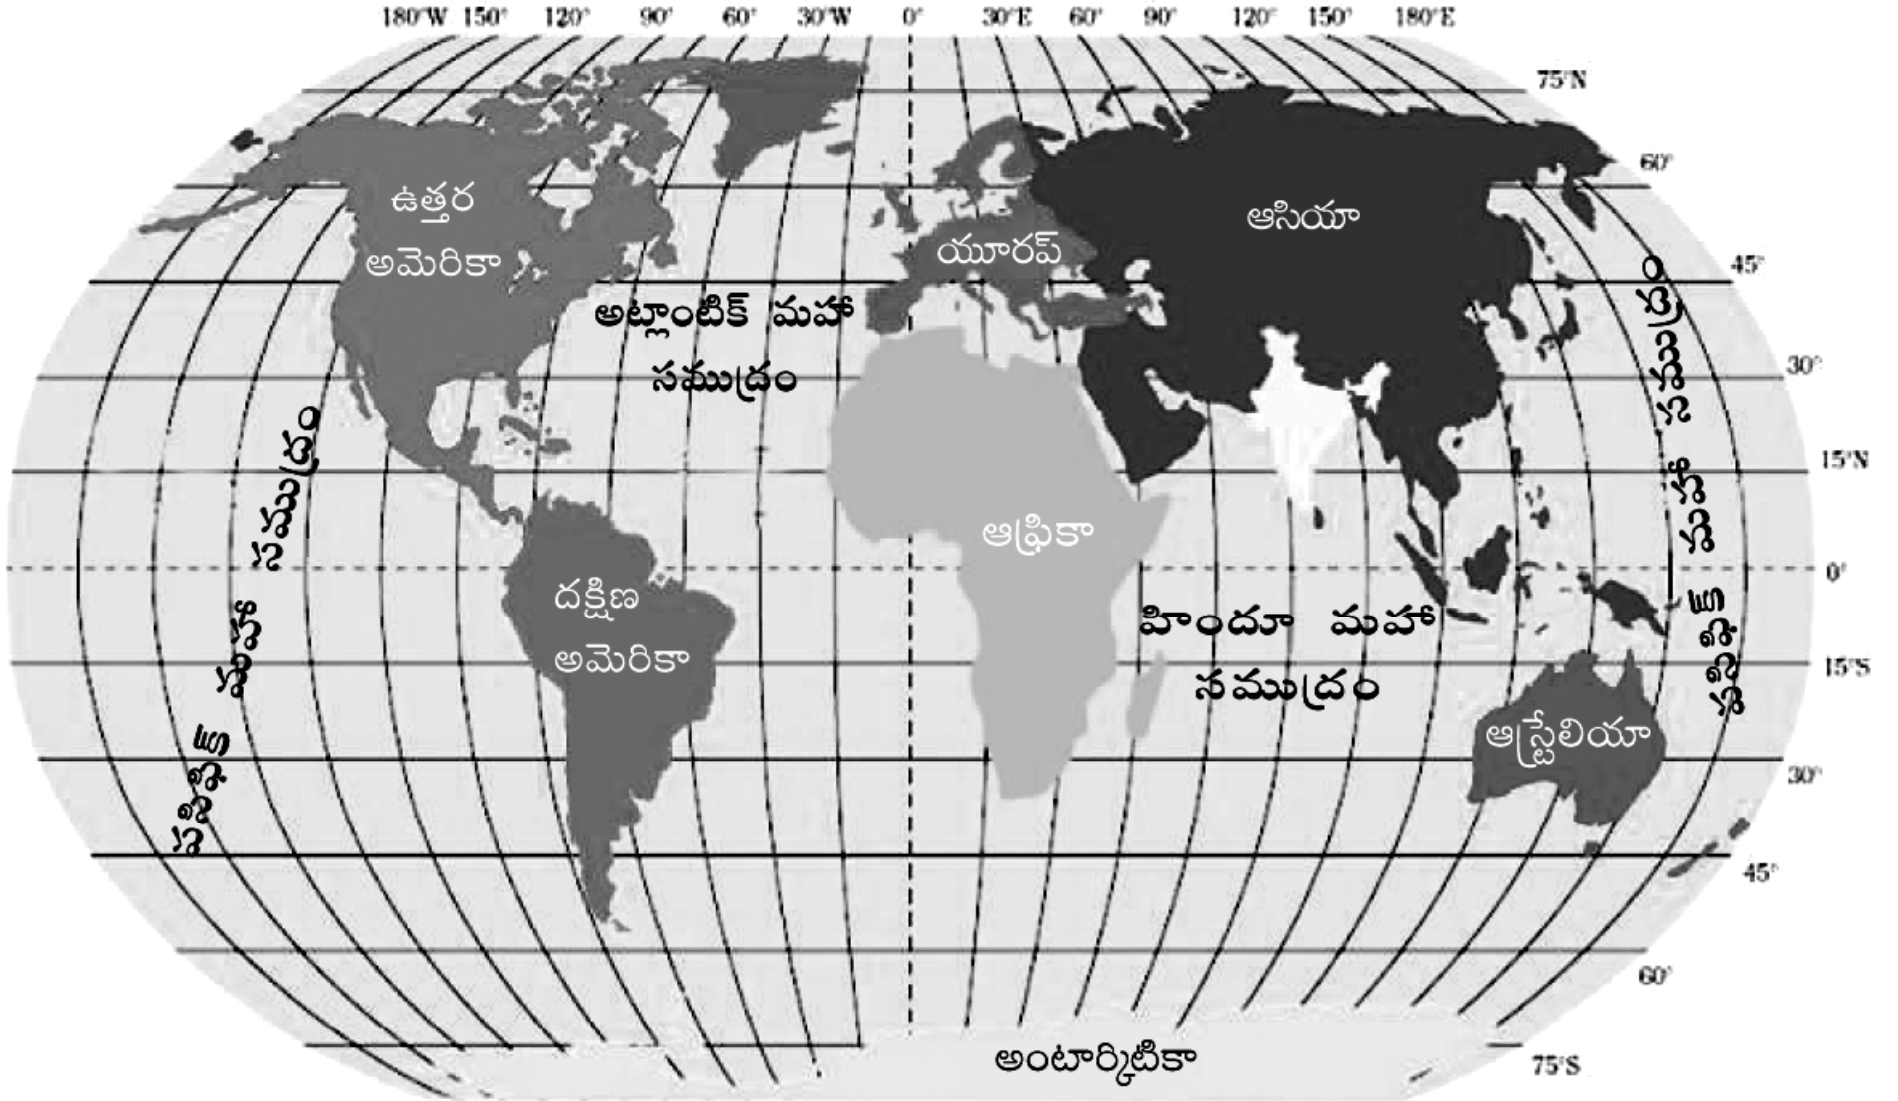 180°W 150° 120° 90° 60° 30°W 0° 30°E 60° 90° 120° 150° 180°E
75°N
60°
ఉత్తర
అమెరికా
ఆసియా
యూరప్
45°
అట్లాంటిక్ మహా
సముద్రం
30°
పసిఫిక్ మహా సముద్రం
పసిఫిక్ మహా సముద్రం
15°N
ఆఫ్రికా
0°
దక్షిణ
అమెరికా
హిందూ మహా
సముద్రం
15°S
ఆస్ట్రేలియా
30°
45°
60°
అంటార్కిటికా
75°S